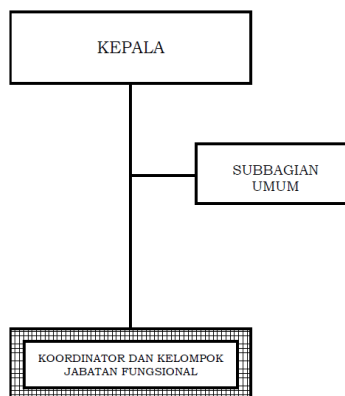 KEPALA
SUBBAGIAN
UMUM
KOORDINATOR DAN KELOMPOK
JABATAN FUNGSIONAL